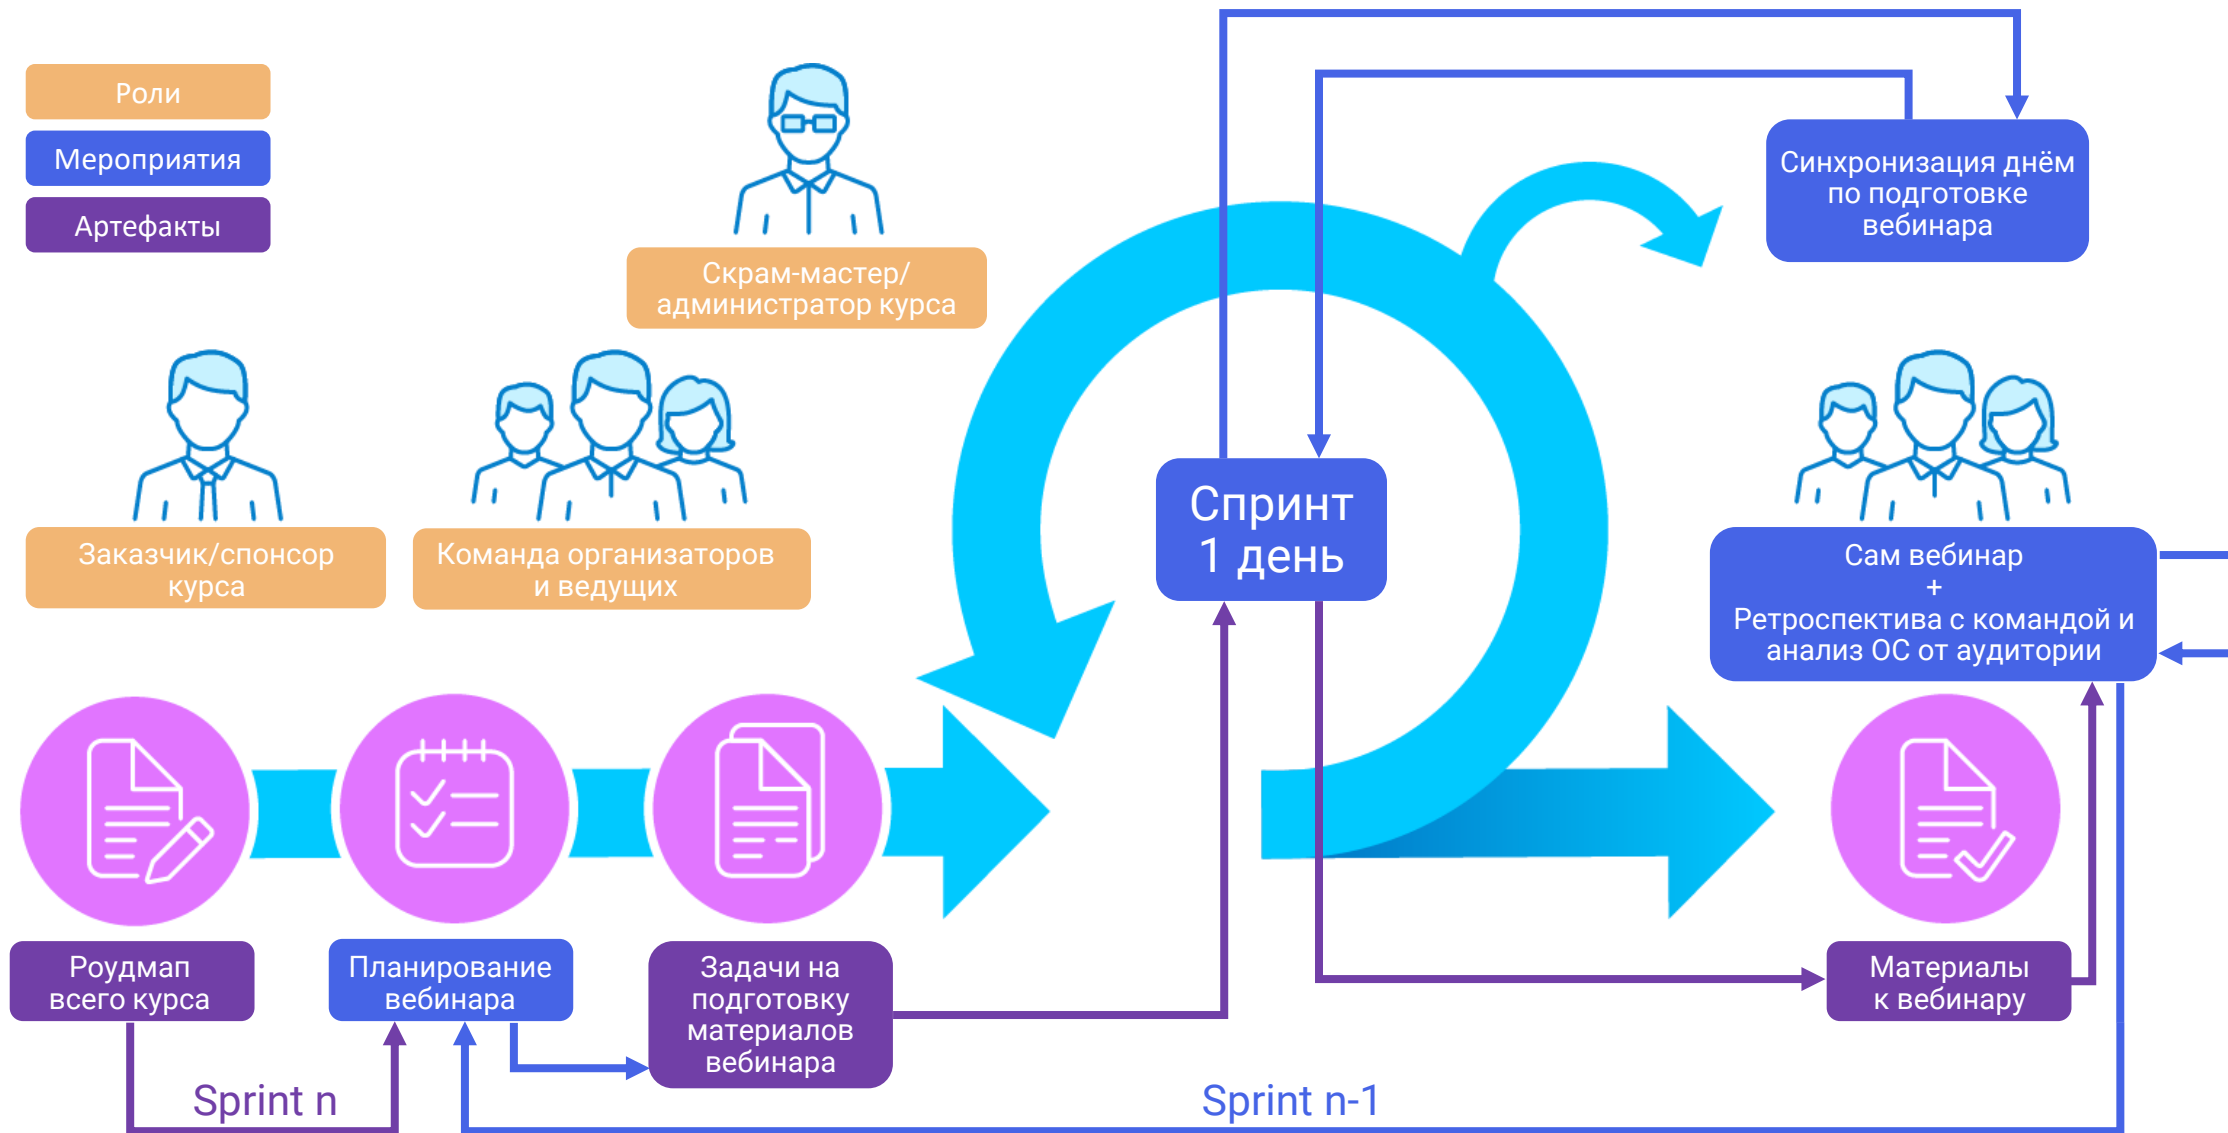 Роли
Мероприятия
Артефакты
Скрам-мастер/
администратор курса
Синхронизация днём
по подготовке
вебинара
Заказчик/спонсор
курса
Команда организаторов
и ведущих
Спринт
1 день
Сам вебинар
+
Ретроспектива с командой и
анализ ОС от аудитории
Роудмап
всего курса
Планирование
вебинара
Задачи на
подготовку
материалов
вебинара
Материалы
к вебинару
Sprint n
Sprint n-1